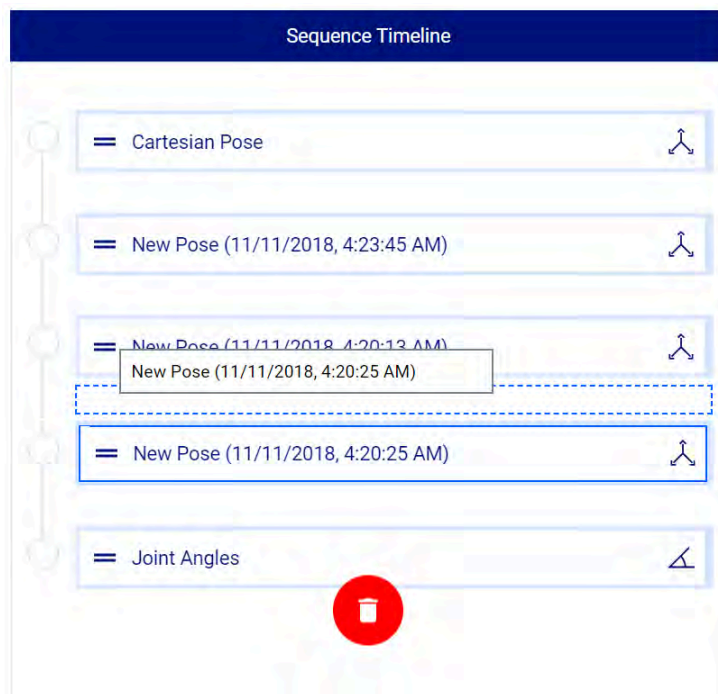 Sequence Timeline
Cartesian Pose
New Pose (11/11/2018, 4:23:45 AM)
New Pose (11/11/2018, 4:20:13 AM)
New Pose (11/11/2018, 4:20:25 AM)
New Pose (11/11/2018, 4:20:25 AM)
Joint Angles